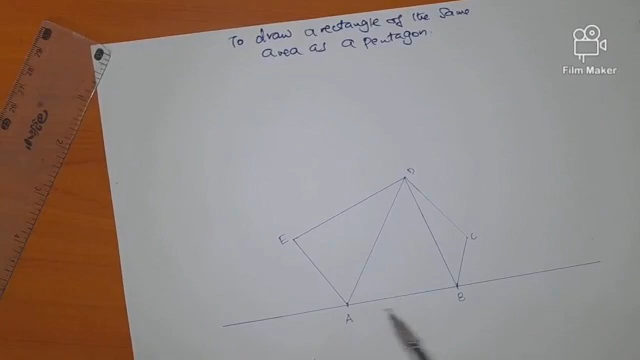 To draw a rectangle of the same
area as a pentagon.
Film Maker
D
E
C
A
B